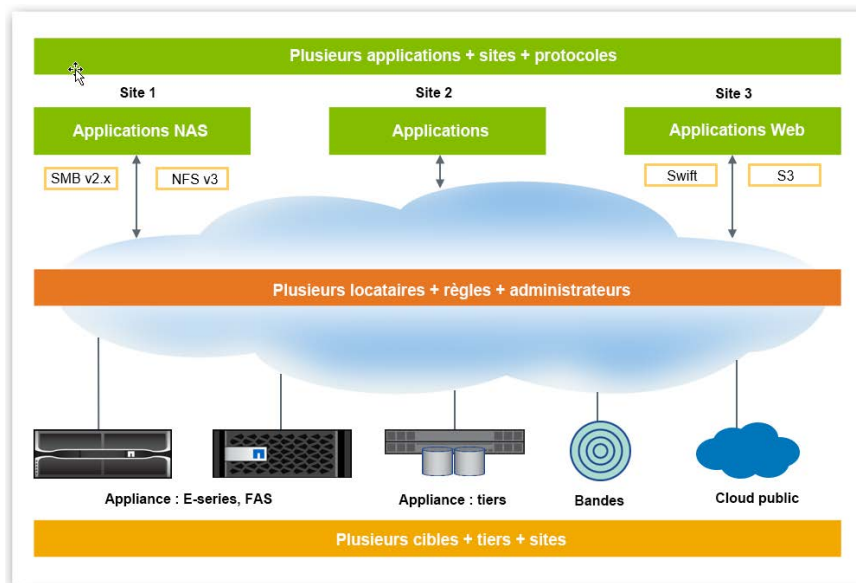 Plusieurs applications + sites + protocoles
Site 1
Site 2
Site 3
Applications NAS
Applications
Applications Web
SMB v2.x
NFS v3
Swift
S3
Plusieurs locataires + règles + administrateurs
Appliance : E-series, FAS
Appliance : tiers
Bandes
Cloud public
Plusieurs cibles + tiers + sites